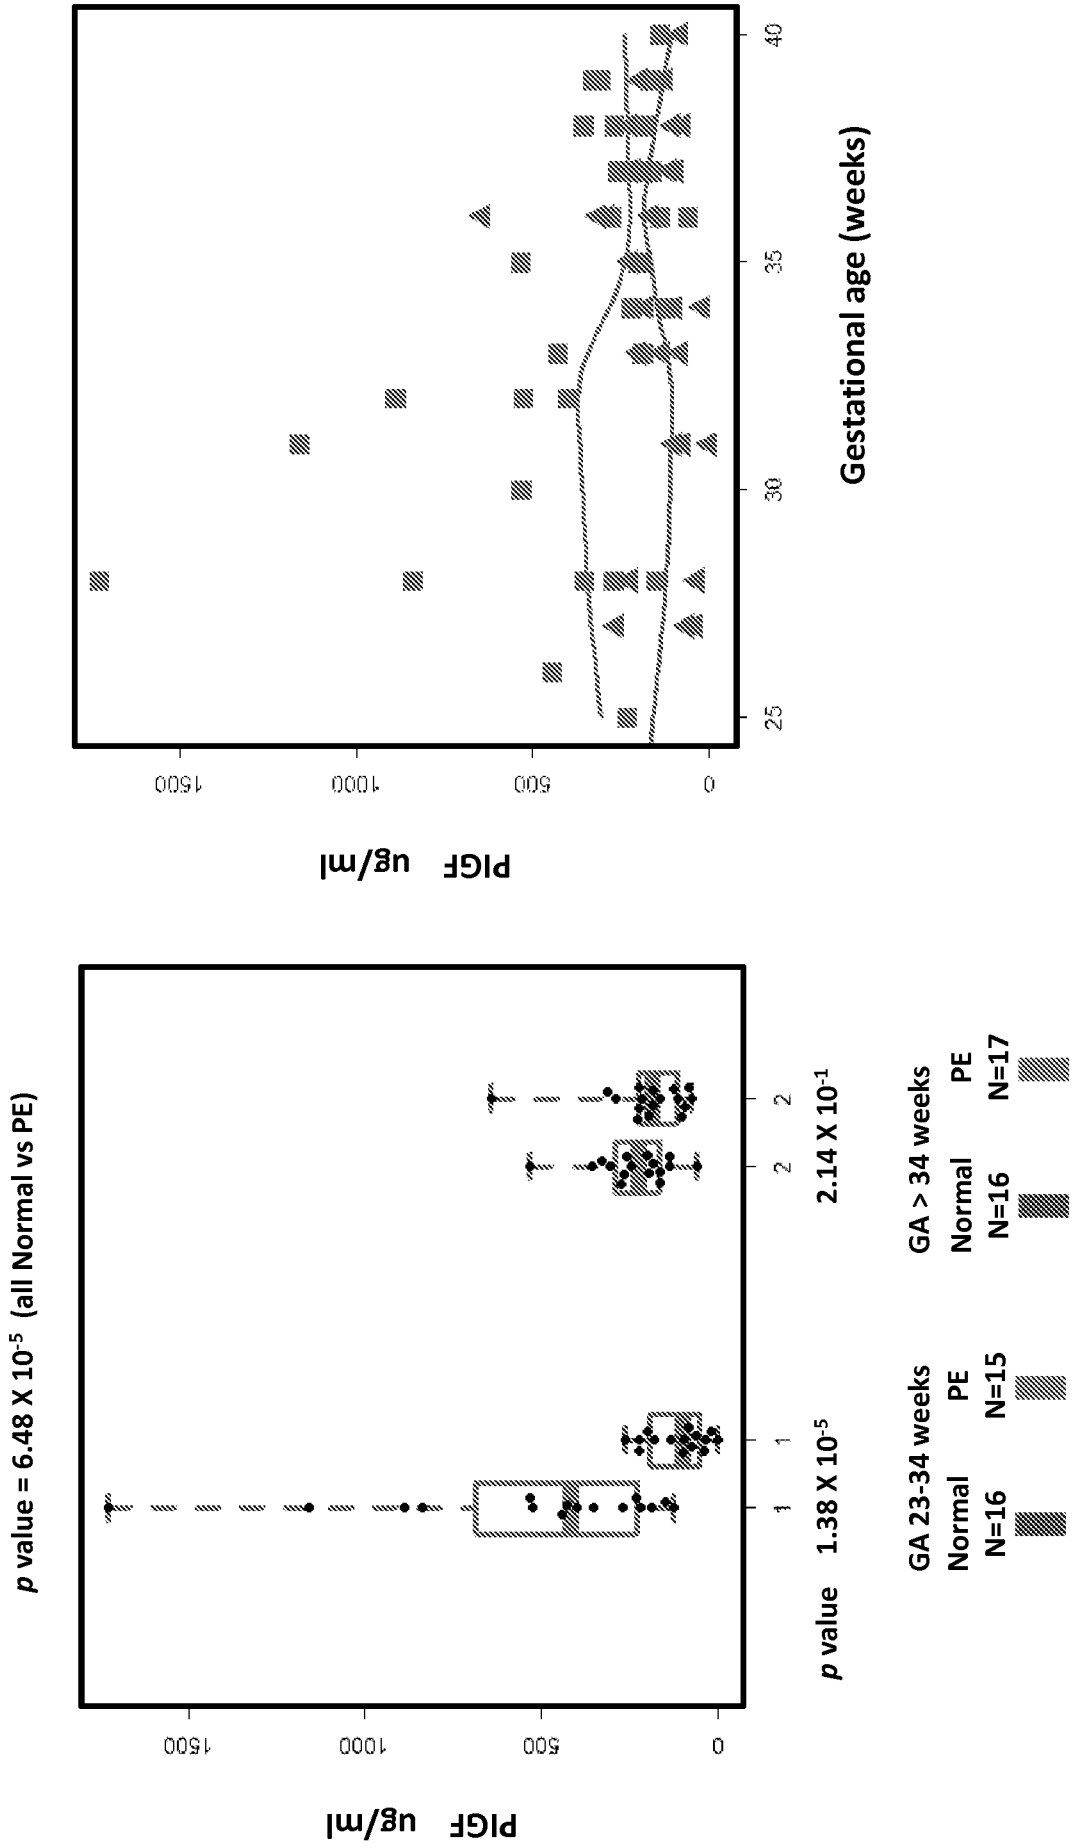 p value = 6.48 X 10-5 (all Normal vs PE)
PIGF ug/ml
0
500
1000
1500
1
1
2
2
p value 1.38 X 10-5
2.14 X 10-1
GA 23-34 weeks
Normal PE
N=16 N=15
GA > 34 weeks
Normal PE
N=16 N=17
PIGF ug/ml
0
500
1000
1500
25
30
35
40
Gestational age (weeks)